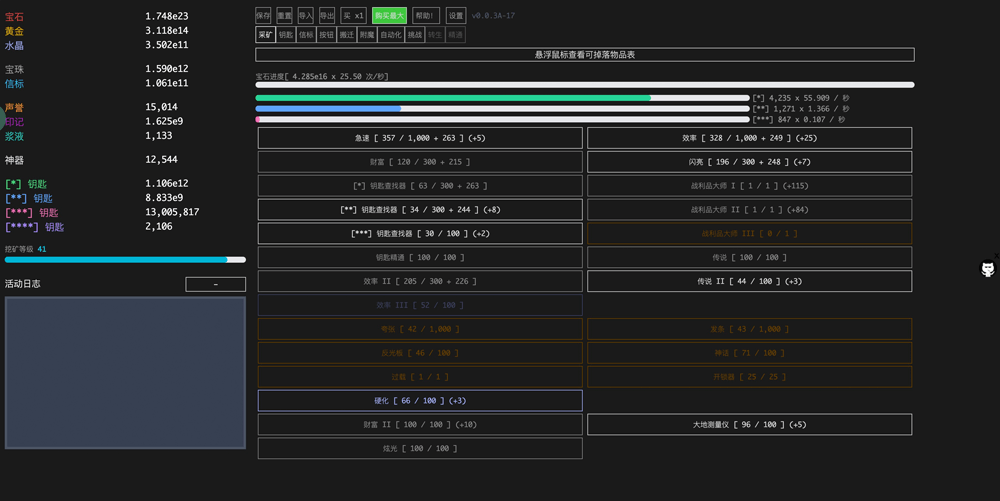 宝石 1.748e23
黄金 3.118e14
水晶 3.502e11
宝珠 1.590e12
信标 1.061e11
声誉 15,014
印记 1.625e9
浆液 1,133
神器 12,544
[*] 钥匙 1.106e12
[**] 钥匙 8.833e9
[***] 钥匙 13,005,817
[****] 钥匙 2,106
挖矿等级 41
活动日志 -
保存 重置 导入 导出 买 x1 购买最大 帮助! 设置 v0.0.3A-17
采矿 钥匙 信标 按钮 搬迁 附魔 自动化 挑战 转生 精通
悬浮鼠标查看可掉落物品表
宝石进度[ 4.285e16 x 25.50 次/秒]
[*] 4,235 x 55.909 / 秒
[**] 1,271 x 1.366 / 秒
[***] 847 x 0.107 / 秒
急速 [ 357 / 1,000 + 263 ] (+5)
效率 [ 328 / 1,000 + 249 ] (+25)
财富 [ 120 / 300 + 215 ]
闪亮 [ 196 / 300 + 248 ] (+7)
[*] 钥匙查找器 [ 63 / 300 + 263 ]
战利品大师 I [ 1 / 1 ] (+115)
[**] 钥匙查找器 [ 34 / 300 + 244 ] (+8)
战利品大师 II [ 1 / 1 ] (+84)
[***] 钥匙查找器 [ 30 / 100 ] (+2)
战利品大师 III [ 0 / 1 ]
钥匙精通 [ 100 / 100 ]
传说 [ 100 / 100 ]
效率 II [ 205 / 300 + 226 ]
传说 II [ 44 / 100 ] (+3)
效率 III [ 52 / 100 ]
夸张 [ 42 / 1,000 ]
发条 [ 43 / 1,000 ]
反光板 [ 46 / 100 ]
神话 [ 71 / 100 ]
过载 [ 1 / 1 ]
开锁器 [ 25 / 25 ]
硬化 [ 66 / 100 ] (+3)
财富 II [ 100 / 100 ] (+10)
大地测量仪 [ 96 / 100 ] (+5)
炫光 [ 100 / 100 ]